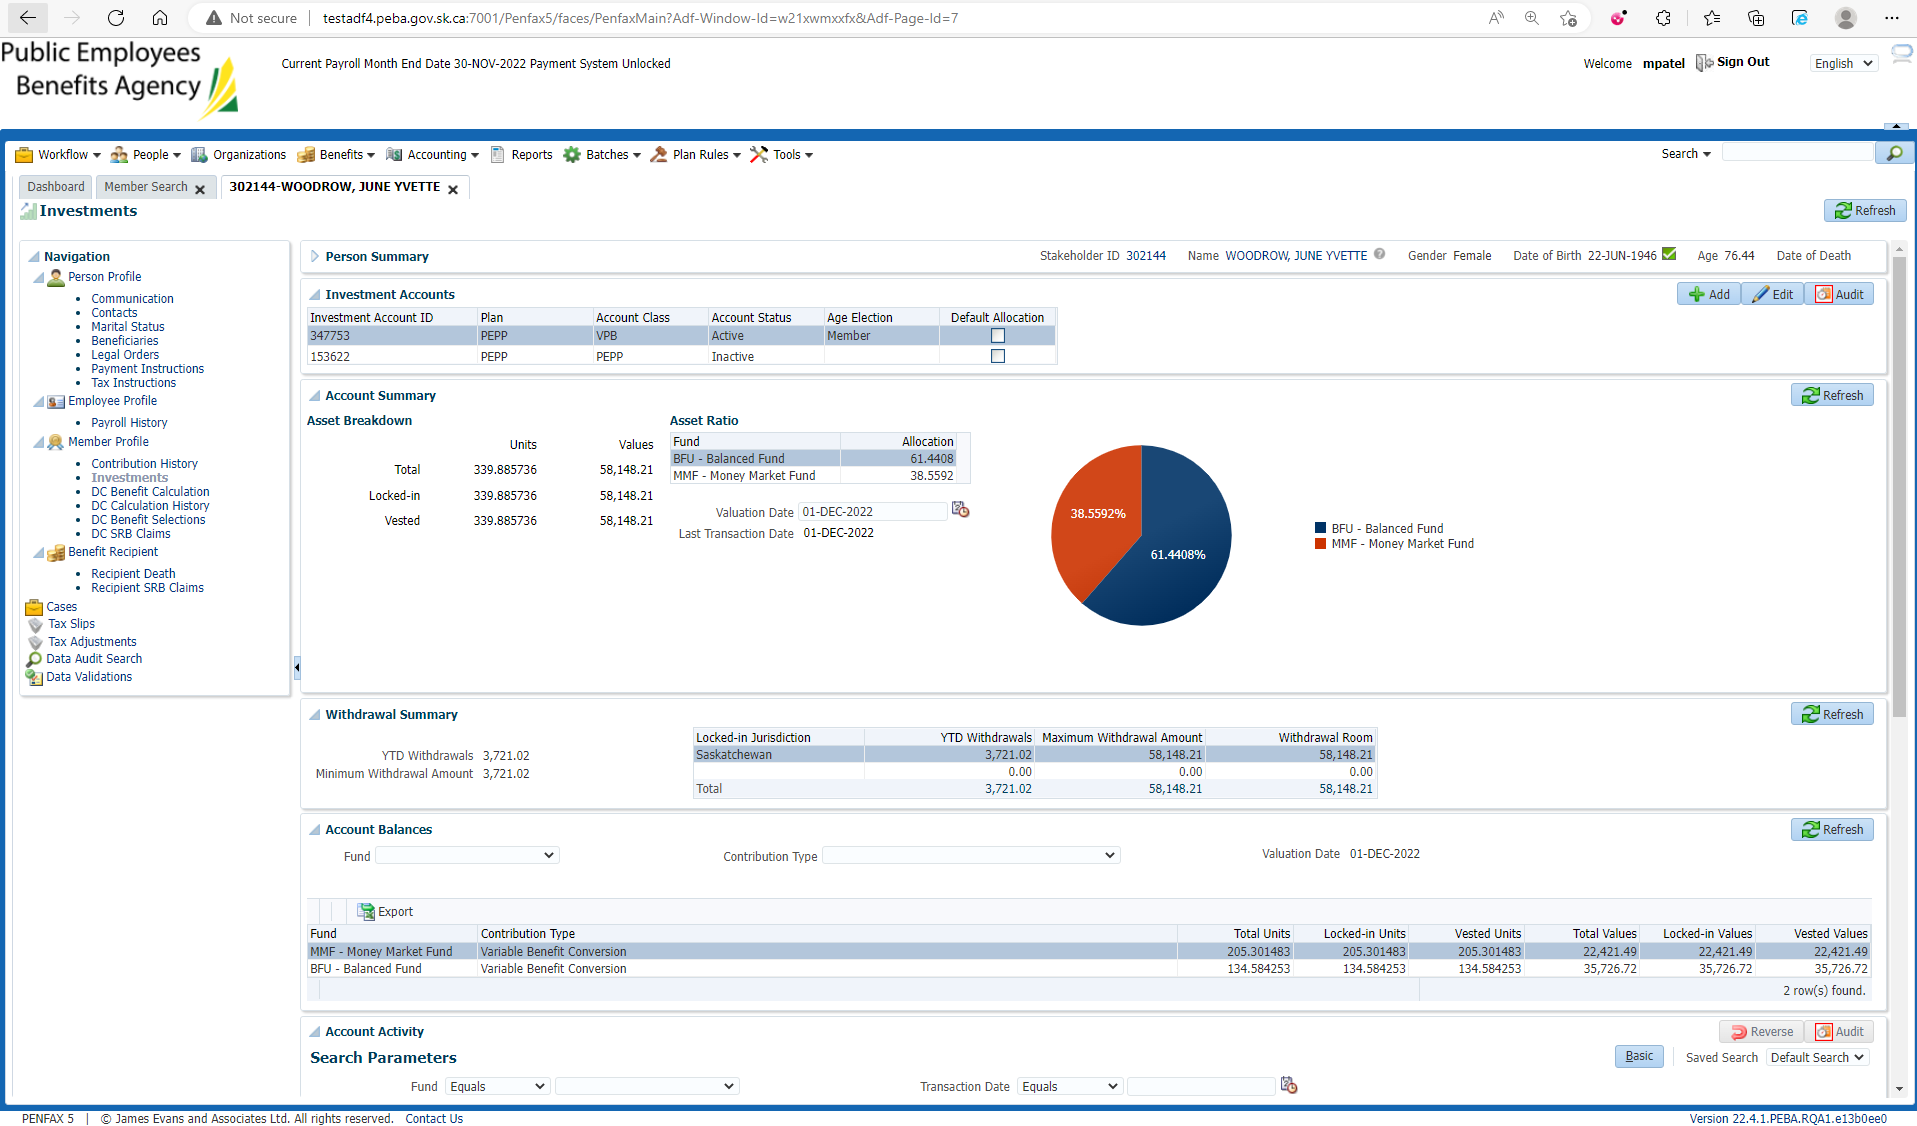 Not secure | testadf4.peba.gov.sk.ca:7001/Penfax5/faces/PenfaxMain?Adf-Window-Id=w21xwmxxfx&Adf-Page-Id=7
Public Employees
Benefits Agency
Current Payroll Month End Date 30-NOV-2022 Payment System Unlocked
Welcome mpatel Sign Out English
Workflow People Organizations Benefits Accounting Reports Batches Plan Rules Tools Search
Dashboard Member Search 302144-WOODROW, JUNE YVETTE
Investments Refresh
Navigation
Person Profile
Communication
Contacts
Marital Status
Beneficiaries
Legal Orders
Payment Instructions
Tax Instructions
Employee Profile
Payroll History
Member Profile
Contribution History
Investments
DC Benefit Calculation
DC Calculation History
DC Benefit Selections
DC SRB Claims
Benefit Recipient
Recipient Death
Recipient SRB Claims
Cases
Tax Slips
Tax Adjustments
Data Audit Search
Data Validations
Person Summary Stakeholder ID 302144 Name WOODROW, JUNE YVETTE Gender Female Date of Birth 22-JUN-1946 Age 76.44 Date of Death
Investment Accounts Add Edit Audit
Investment Account ID Plan Account Class Account Status Age Election Default Allocation
347753 PEPP VPB Active Member
153622 PEPP PEPP Inactive
Account Summary Refresh
Asset Breakdown
Units Values
Total 339.885736 58,148.21
Locked-in 339.885736 58,148.21
Vested 339.885736 58,148.21
Asset Ratio
Fund Allocation
BFU - Balanced Fund 61.4408
MMF - Money Market Fund 38.5592
Valuation Date 01-DEC-2022
Last Transaction Date 01-DEC-2022
38.5592%
61.4408%
BFU - Balanced Fund
MMF - Money Market Fund
Withdrawal Summary Refresh
YTD Withdrawals 3,721.02
Minimum Withdrawal Amount 3,721.02
Locked-in Jurisdiction YTD Withdrawals Maximum Withdrawal Amount Withdrawal Room
Saskatchewan 3,721.02 58,148.21 58,148.21
0.00 0.00 0.00
Total 3,721.02 58,148.21 58,148.21
Account Balances Refresh
Fund Contribution Type Valuation Date 01-DEC-2022
Export
Fund Contribution Type Total Units Locked-in Units Vested Units Total Values Locked-in Values Vested Values
MMF - Money Market Fund Variable Benefit Conversion 205.301483 205.301483 205.301483 22,421.49 22,421.49 22,421.49
BFU - Balanced Fund Variable Benefit Conversion 134.584253 134.584253 134.584253 35,726.72 35,726.72 35,726.72
2 row(s) found.
Account Activity Reverse Audit
Search Parameters Basic Saved Search Default Search
Fund Equals Transaction Date Equals
PENFAX 5 | © James Evans and Associates Ltd. All rights reserved. Contact Us Version 22.4.1.PEBA.RQA1.e13b0ee0